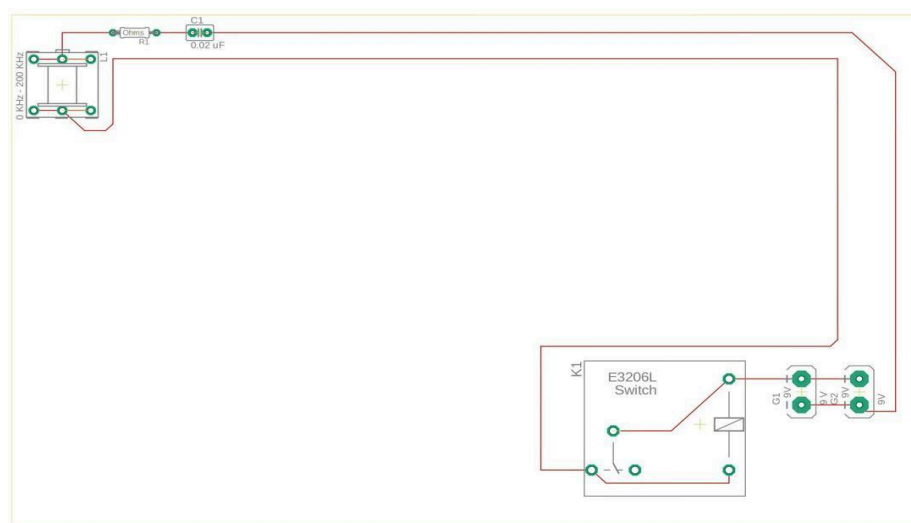 C1
Ohms
R1
0.02 uF
L1
0 KHz - 200 KHz
K1
E3206L
Switch
G1
9V
9V
G2
9V
9V